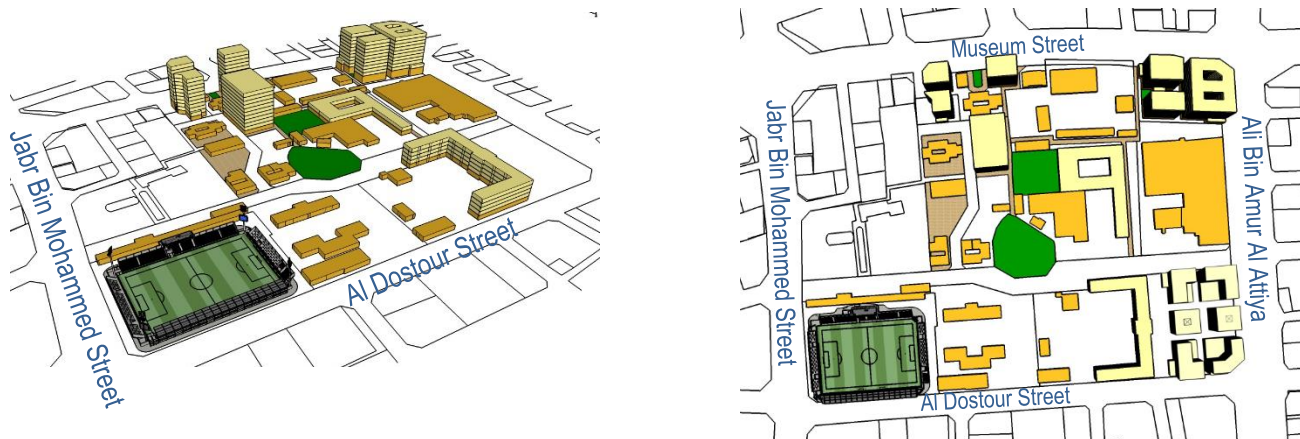 Jabr Bin Mohammed Street
Al Dostour Street
Museum Street
Jabr Bin Mohammed Street
Ali Bin Amur Al Attiya
Al Dostour Street